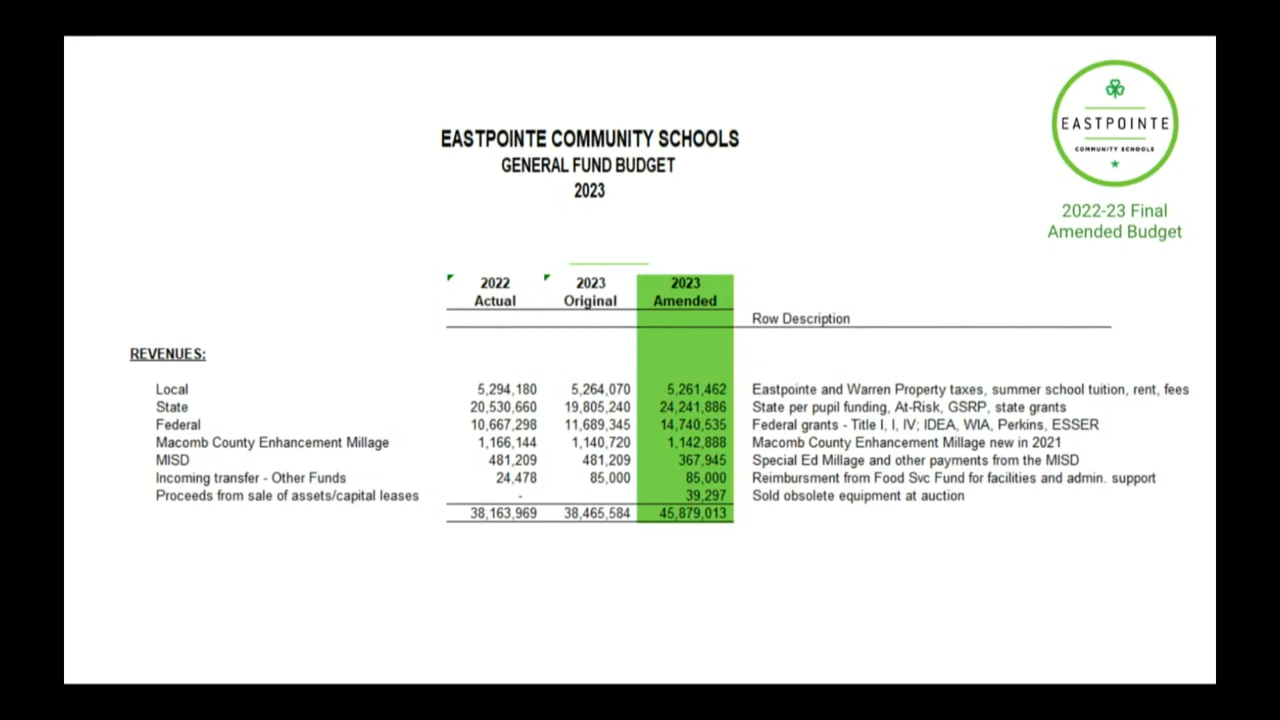 EASTPOINTE COMMUNITY SCHOOLS
GENERAL FUND BUDGET
2023
EASTPOINTE
COMMUNITY SCHOOLS
2022-23 Final
Amended Budget
2022 2023 2023
Actual Original Amended
Row Description
REVENUES:
Local 5,294,180 5,264,070 5,261,462 Eastpointe and Warren Property taxes, summer school tuition, rent, fees
State 20,530,660 19,805,240 24,241,886 State per pupil funding, At-Risk, GSRP, state grants
Federal 10,667,298 11,689,345 14,740,535 Federal grants - Title I, I, IV; IDEA, WIA, Perkins, ESSER
Macomb County Enhancement Millage 1,166,144 1,140,720 1,142,888 Macomb County Enhancement Millage new in 2021
MISD 481,209 481,209 367,945 Special Ed Millage and other payments from the MISD
Incoming transfer - Other Funds 24,478 85,000 85,000 Reimbursment from Food Svc Fund for facilities and admin. support
Proceeds from sale of assets/capital leases - 39,297 Sold obsolete equipment at auction
38,163,969 38,465,584 45,879,013